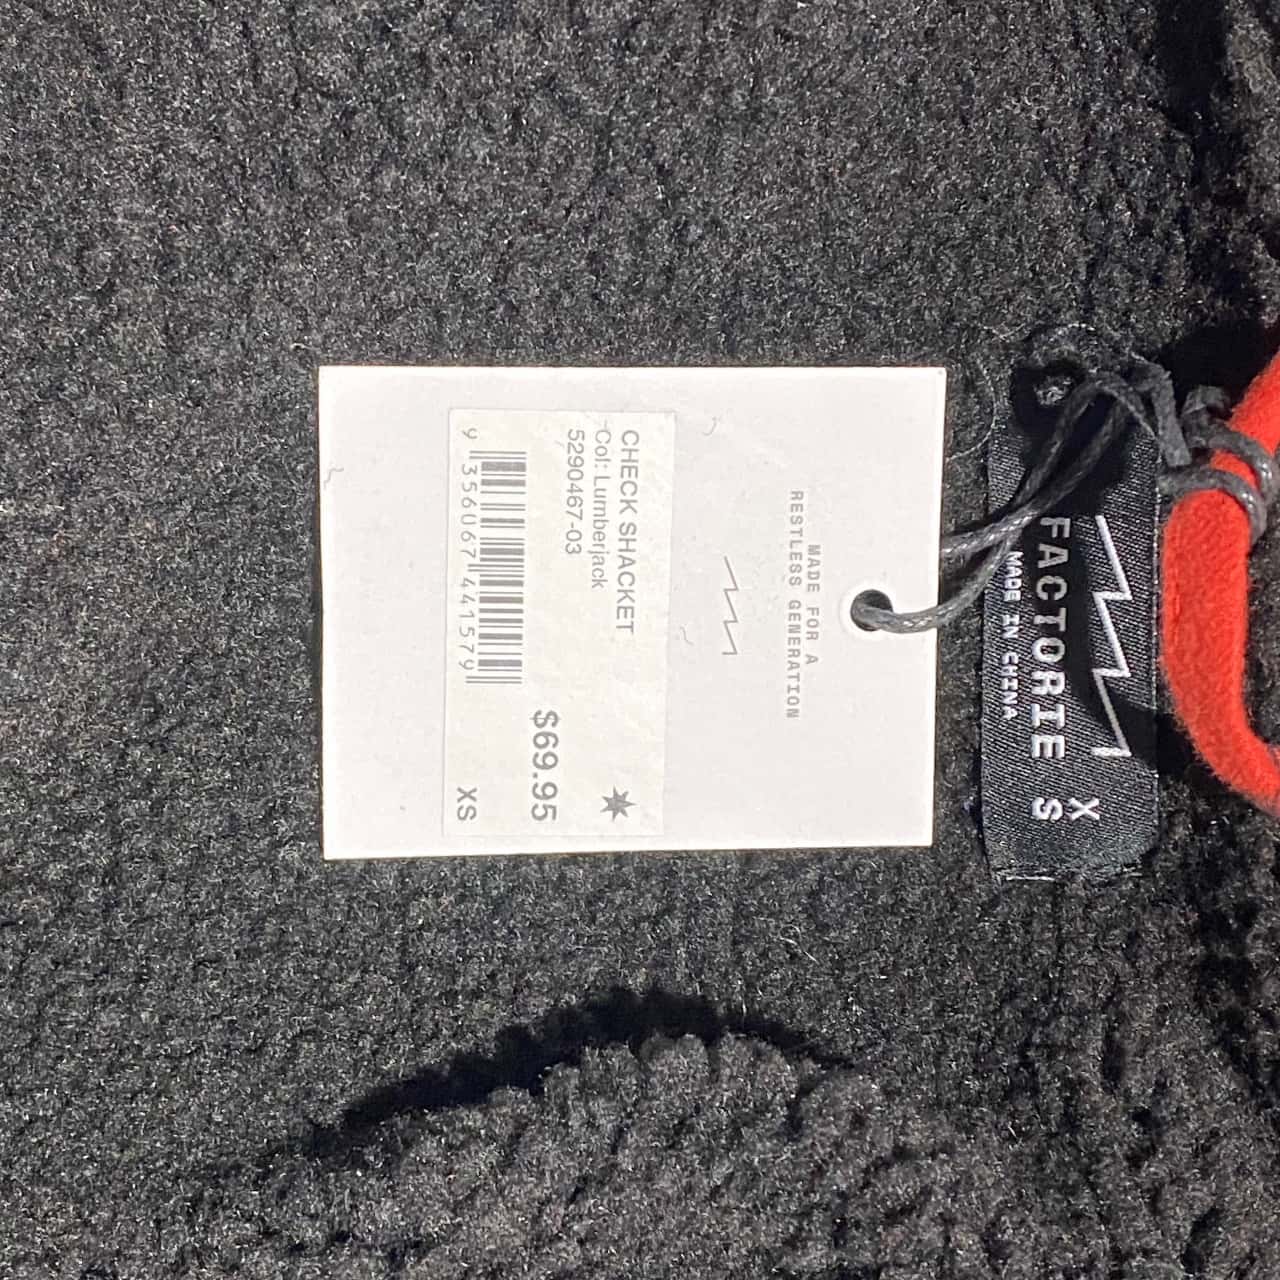 FACTORIE
MADE IN CHINA
X
S
MADE FOR A
RESTLESS GENERATION
CHECK SHACKET
Col: Lumberjack
5290467-03
$69.95
9 356067 441579
XS